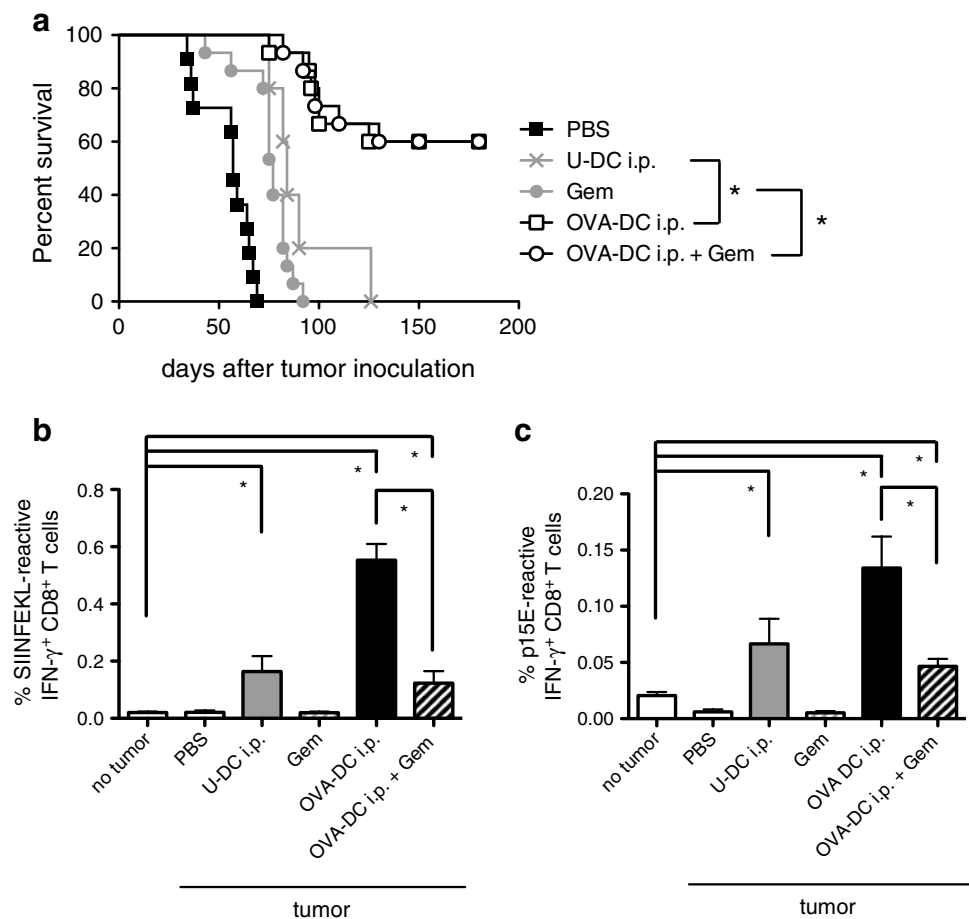 a
100
80
60
40
20
0
Percent survival
0 50 100 150 200
days after tumor inoculation
PBS
U-DC i.p.
Gem
OVA-DC i.p.
OVA-DC i.p. + Gem
*
*
b
*
*
*
*
0.8
0.6
0.4
0.2
0.0
% SIINFEKL-reactive
IFN-γ+ CD8+ T cells
no tumor
PBS
U-DC i.p.
Gem
OVA-DC i.p.
OVA-DC i.p. + Gem
tumor
c
*
*
*
*
0.20
0.15
0.10
0.05
0.00
% p15E-reactive
IFN-γ+ CD8+ T cells
no tumor
PBS
U-DC i.p.
Gem
OVA DC i.p.
OVA-DC i.p. + Gem
tumor